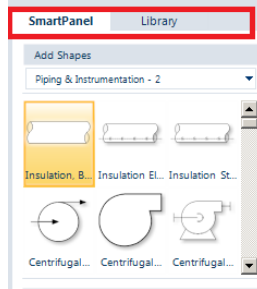 SmartPanel Library
Add Shapes
Piping & Instrumentation - 2
Insulation, B... Insulation El... Insulation St...
Centrifugal... Centrifugal... Centrifugal...